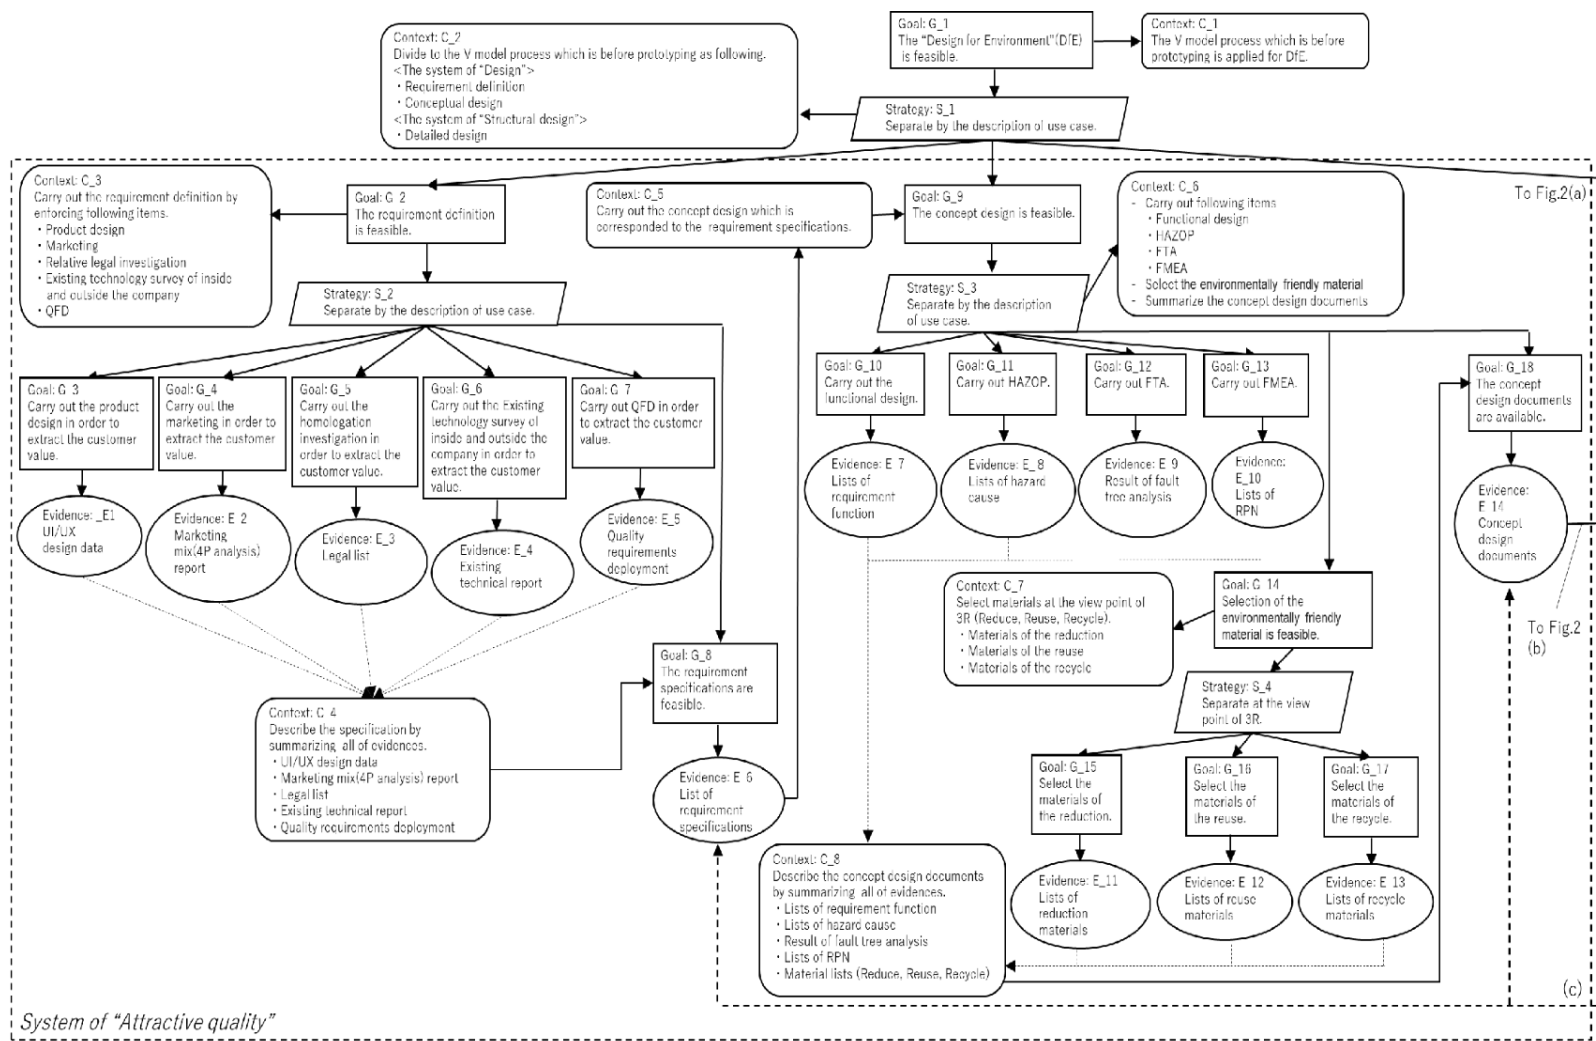 Goal: G_1
The "Design for Environment"(DfE)
is feasible.
Context: C_1
The V model process which is before
prototyping is applied for DfE.
Context: C_2
Divide to the V model process which is before prototyping as following.
<The system of "Design">
・Requirement definition
・Conceptual design
<The system of "Structural design">
・Detailed design
Strategy: S_1
Separate by the description of use case.
Context: C_3
Carry out the requirement definition by
enforcing following items.
・Product design
・Marketing
・Relative legal investigation
・Existing technology survey of inside
and outside the company
・QFD
Goal: G_2
The requirement definition
is feasible.
Context: C_5
Carry out the concept design which is
corresponded to the requirement specifications.
Goal: G_9
The concept design is feasible.
Context: C_6
- Carry out following items
・Functional design
・HAZOP
・FTA
・FMEA
- Select the environmentally friendly material
- Summarize the concept design documents
To Fig.2(a)
Strategy: S_2
Separate by the description of use case.
Strategy: S_3
Separate by the description
of use case.
Goal: G_3
Carry out the product
design in order to
extract the customer
value.
Goal: G_4
Carry out the
marketing in order to
extract the customer
value.
Goal: G_5
Carry out the
homologation
investigation in
order to extract the
customer value.
Goal: G_6
Carry out the Existing
technology survey of
inside and outside the
company in order to
extract the customer
value.
Goal: G_7
Carry out QFD in order
to extract the customer
value.
Goal: G_10
Carry out the
functional design.
Goal: G_11
Carry out HAZOP.
Goal: G_12
Carry out FTA.
Goal: G_13
Carry out FMEA.
Goal: G_18
The concept
design documents
are available.
Evidence: _E1
UI/UX
design data
Evidence: E_2
Marketing
mix(4P analysis)
report
Evidence: E_3
Legal list
Evidence: E_4
Existing
technical report
Evidence: E_5
Quality
requirements
deployment
Evidence: E_7
Lists of
requirement
function
Evidence: E_8
Lists of hazard
cause
Evidence: E_9
Result of fault
tree analysis
Evidence:
E_10
Lists of
RPN
Evidence:
E_14
Concept
design
documents
Context: C_7
Select materials at the view point of
3R (Reduce, Reuse, Recycle).
・Materials of the reduction
・Materials of the reuse
・Materials of the recycle
Goal: G_14
Selection of the
environmentally friendly
material is feasible.
To Fig.2
(b)
Goal: G_8
The requirement
specifications are
feasible.
Strategy: S_4
Separate at the view
point of 3R.
Context: C_4
Describe the specification by
summarizing all of evidences.
・UI/UX design data
・Marketing mix(4P analysis) report
・Legal list
・Existing technical report
・Quality requirements deployment
Evidence: E_6
List of
requirement
specifications
Goal: G_15
Select the
materials of
the reduction.
Goal: G_16
Select the
materials of
the reuse.
Goal: G_17
Select the
materials of
the recycle.
Context: C_8
Describe the concept design documents
by summarizing all of evidences.
・Lists of requirement function
・Lists of hazard cause
・Result of fault tree analysis
・Lists of RPN
・Material lists (Reduce, Reuse, Recycle)
Evidence: E_11
Lists of
reduction
materials
Evidence: E_12
Lists of reuse
materials
Evidence: E_13
Lists of recycle
materials
(c)
System of "Attractive quality"